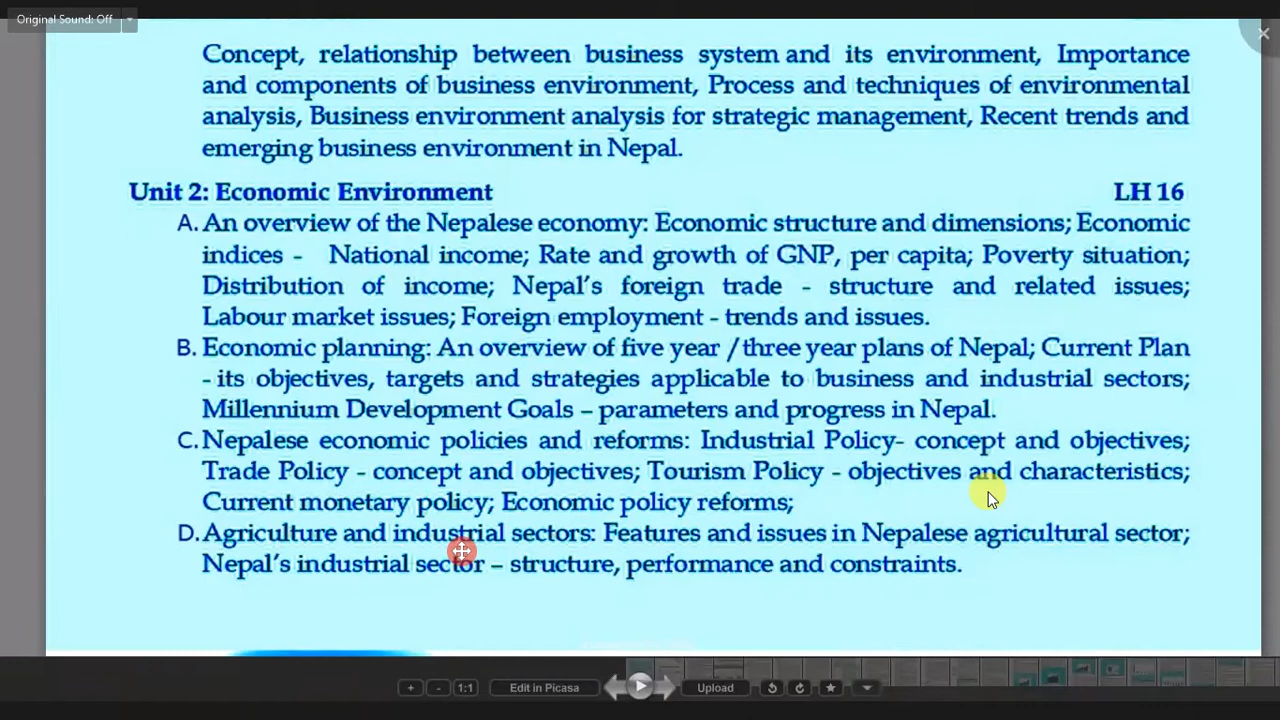 Original Sound: Off
Concept, relationship between business system and its environment, Importance
and components of business environment, Process and techniques of environmental
analysis, Business environment analysis for strategic management, Recent trends and
emerging business environment in Nepal.
Unit 2: Economic Environment LH 16
A. An overview of the Nepalese economy: Economic structure and dimensions; Economic
indices - National income; Rate and growth of GNP, per capita; Poverty situation;
Distribution of income; Nepal's foreign trade - structure and related issues;
Labour market issues; Foreign employment - trends and issues.
B. Economic planning: An overview of five year /three year plans of Nepal; Current Plan
- its objectives, targets and strategies applicable to business and industrial sectors;
Millennium Development Goals – parameters and progress in Nepal.
C. Nepalese economic policies and reforms: Industrial Policy- concept and objectives;
Trade Policy - concept and objectives; Tourism Policy - objectives and characteristics;
Current monetary policy; Economic policy reforms;
D. Agriculture and industrial sectors: Features and issues in Nepalese agricultural sector;
Nepal's industrial sector – structure, performance and constraints.
+ - 1:1 Edit in Picasa Upload